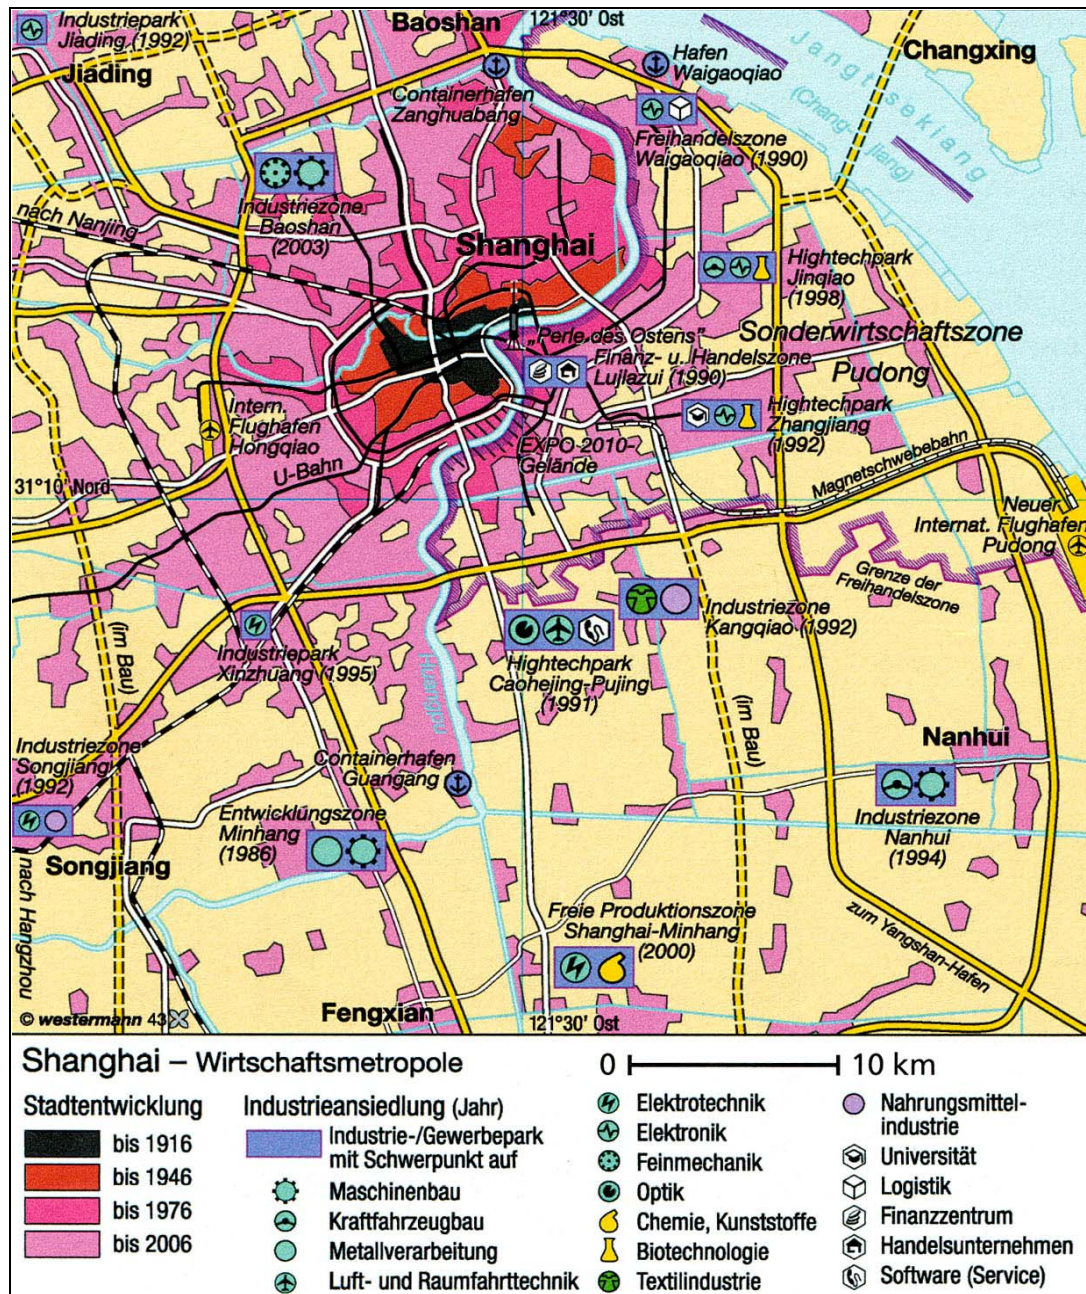 Industriepark
Jiading (1992)
Jiading
Baoshan
121°30' Ost
Hafen
Waigaoqiao
Changxing
Containerhafen
Zanghuabang
Jangtsekiang
(Chang-
jiang)
Freihandelszone
Waigaoqiao (1990)
Industriezone
Baoshan
(2003)
nach Nanjing
Shanghai
Hightechpark
Jinqiao
(1998)
„Perle des Ostens”
Finanz- u. Handelszone
Lujiazui (1990)
Sonderwirtschaftszone
Pudong
Intern.
Flughafen
Hongqiao
Hightechpark
Zhangjiang
(1992)
U-Bahn
EXPO-2010-
Gelände
31°10' Nord
Magnetschwebebahn
Neuer
Internat. Flughafen
Pudong
Grenze der
Freihandelszone
Industriezone
Kangqiao (1992)
(im Bau)
Industriepark
Xinzhuang (1995)
Hightechpark
Caohejing-Pujing
(1991)
Huangpu
(im Bau)
Nanhui
Industriezone
Songjiang
(1992)
Containerhafen
Guangang
Entwicklungszone
Minhang
(1986)
Industriezone
Nanhui
(1994)
Songjiang
nach Hangzhou
Freie Produktionszone
Shanghai-Minhang
(2000)
zum Yangshan-Hafen
Fengxian
121°30' Ost
© westermann 43
Shanghai – Wirtschaftsmetropole
0 10 km
Stadtentwicklung
bis 1916
bis 1946
bis 1976
bis 2006
Industrieansiedlung (Jahr)
Industrie-/Gewerbepark
mit Schwerpunkt auf
Maschinenbau
Kraftfahrzeugbau
Metallverarbeitung
Luft- und Raumfahrttechnik
Elektrotechnik
Elektronik
Feinmechanik
Optik
Chemie, Kunststoffe
Biotechnologie
Textilindustrie
Nahrungsmittel-
industrie
Universität
Logistik
Finanzzentrum
Handelsunternehmen
Software (Service)